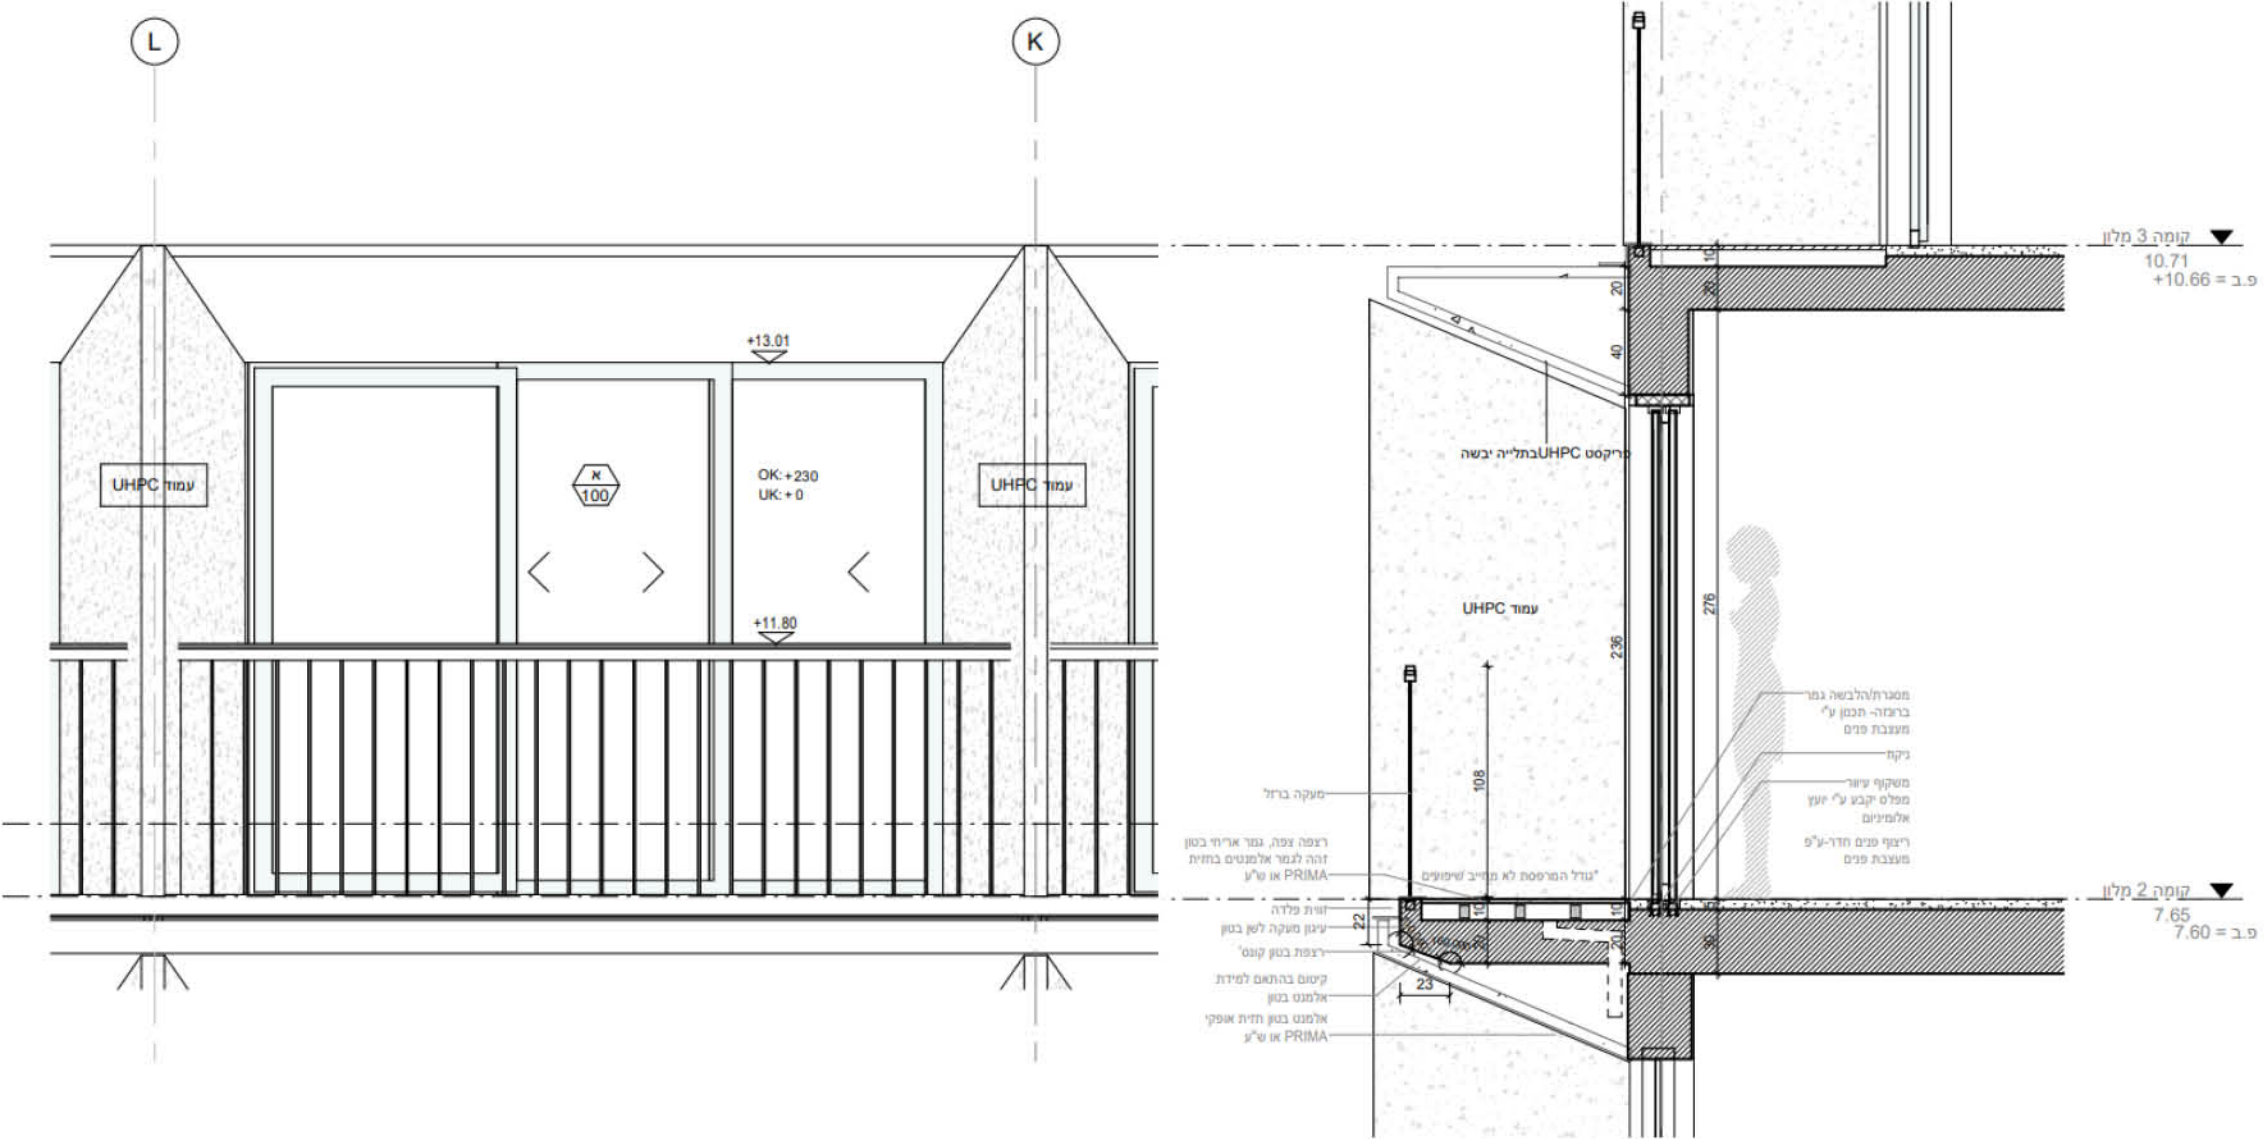 L
K
+13.01
עמוד UHPC
א
100
OK:+230
UK:+0
עמוד UHPC
+11.80
קומה 3 מלון
10.71
פ.ב = 10.66+
10
20
20
40
פריקסט UHPCבתלייה יבשה
עמוד UHPC
276
236
108
מעקה ברזל
רצפה צפה, גמר אריחי בטון
זהה לגמר אלמנטים בחזית
PRIMA או ש"ע
*גודל המרפסת לא מחייב שיפועים
זווית פלדה
עיגון מעקה לשן בטון
רצפת בטון קונס'
קיטום בהתאם למידת
אלמנט בטון
אלמנט בטון חזית אופקי
PRIMA או ש"ע
22
10
10
20
20
30
23
מסגרת/הלבשה גמר
ברונזה- תכנון ע"י
מעצבת פנים
ניקוז
משקוף עיוור
מפלס יקבע ע"י יועץ
אלומיניום
ריצוף פנים חדר-ע"פ
מעצבת פנים
קומה 2 מלון
7.65
פ.ב = 7.60